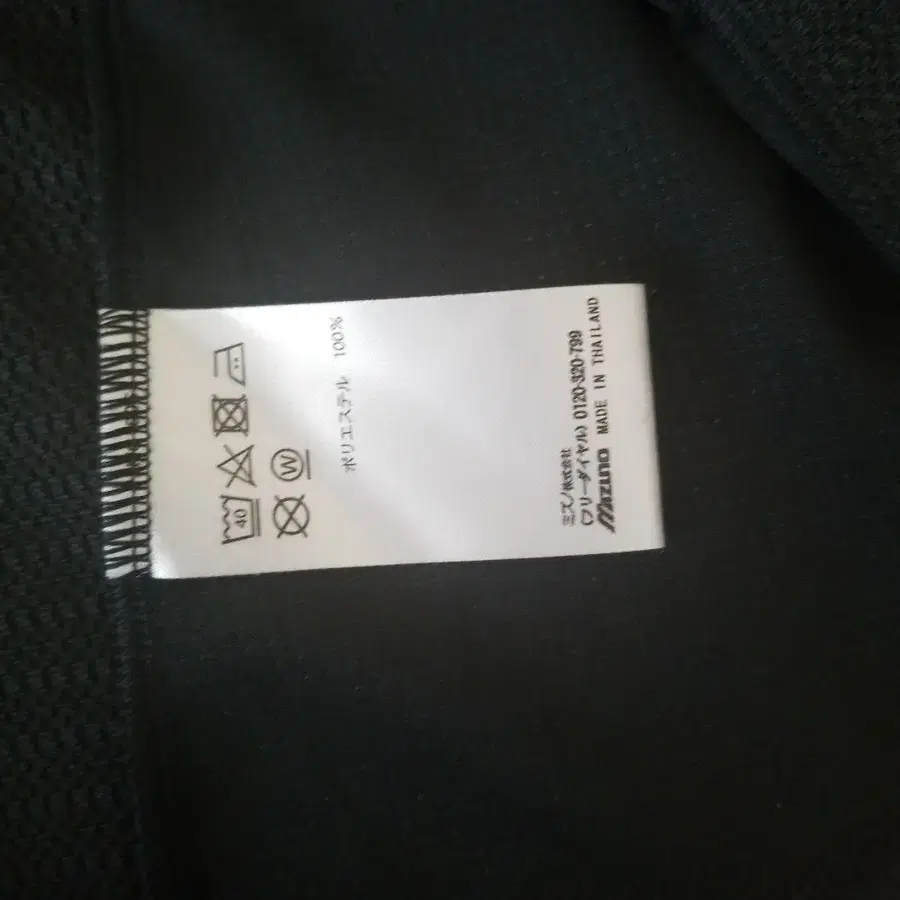 40
W
ポリエステル 100%
ミズノ株式会社
(フリーダイヤル) 0120-320-799
Mizuno MADE IN THAILAND